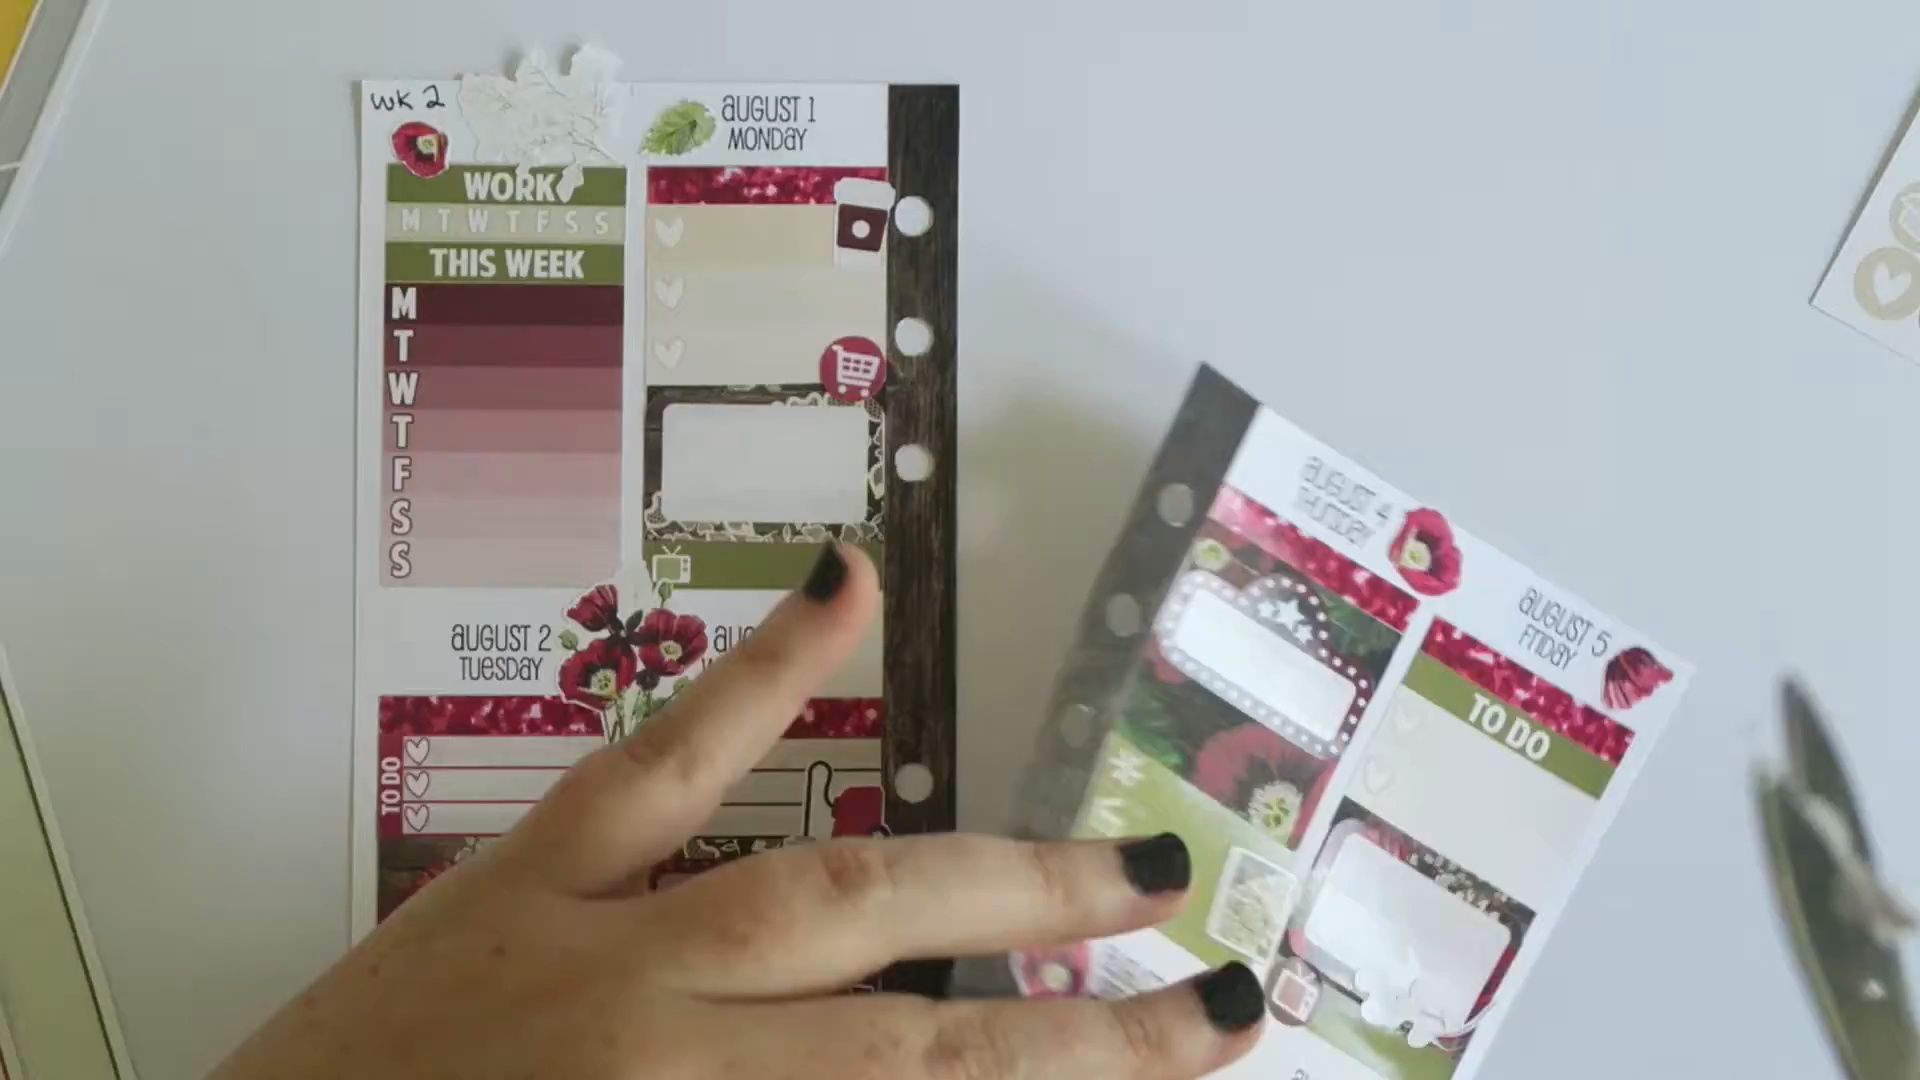 wk 2
AUGUST 1
MONDAY
WORK
M T W T F S S
THIS WEEK
M
T
W
T
F
S
S
AUGUST 2
TUESDAY
TO DO
AUGUST 4
THURSDAY
AUGUST 5
FRIDAY
TO DO